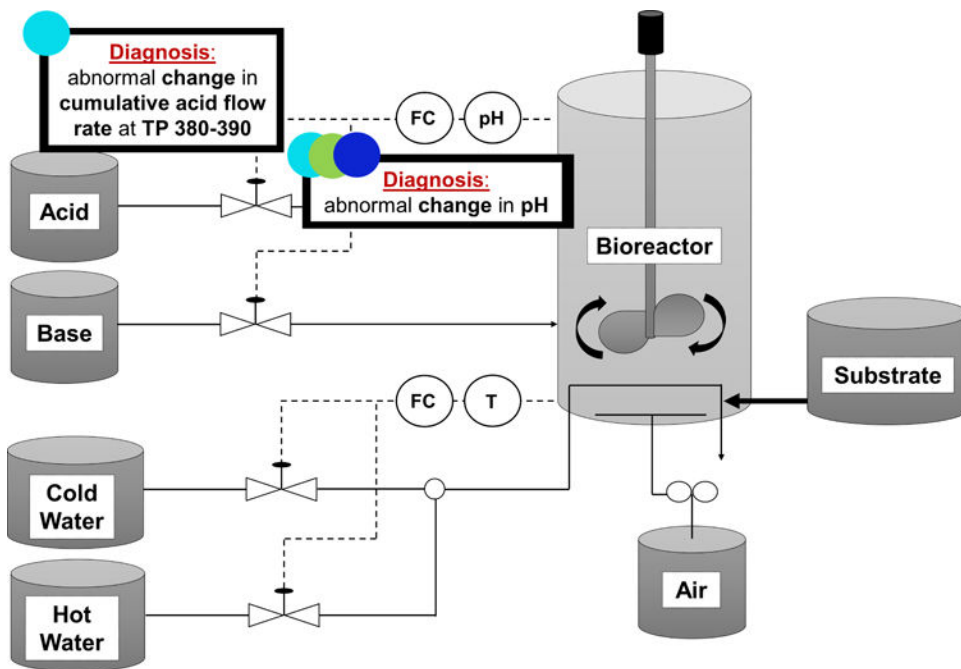 Diagnosis:
abnormal change in
cumulative acid flow
rate at TP 380-390
FC
pH
Diagnosis:
abnormal change in pH
Acid
Bioreactor
Base
Substrate
FC
T
Cold
Water
Air
Hot
Water